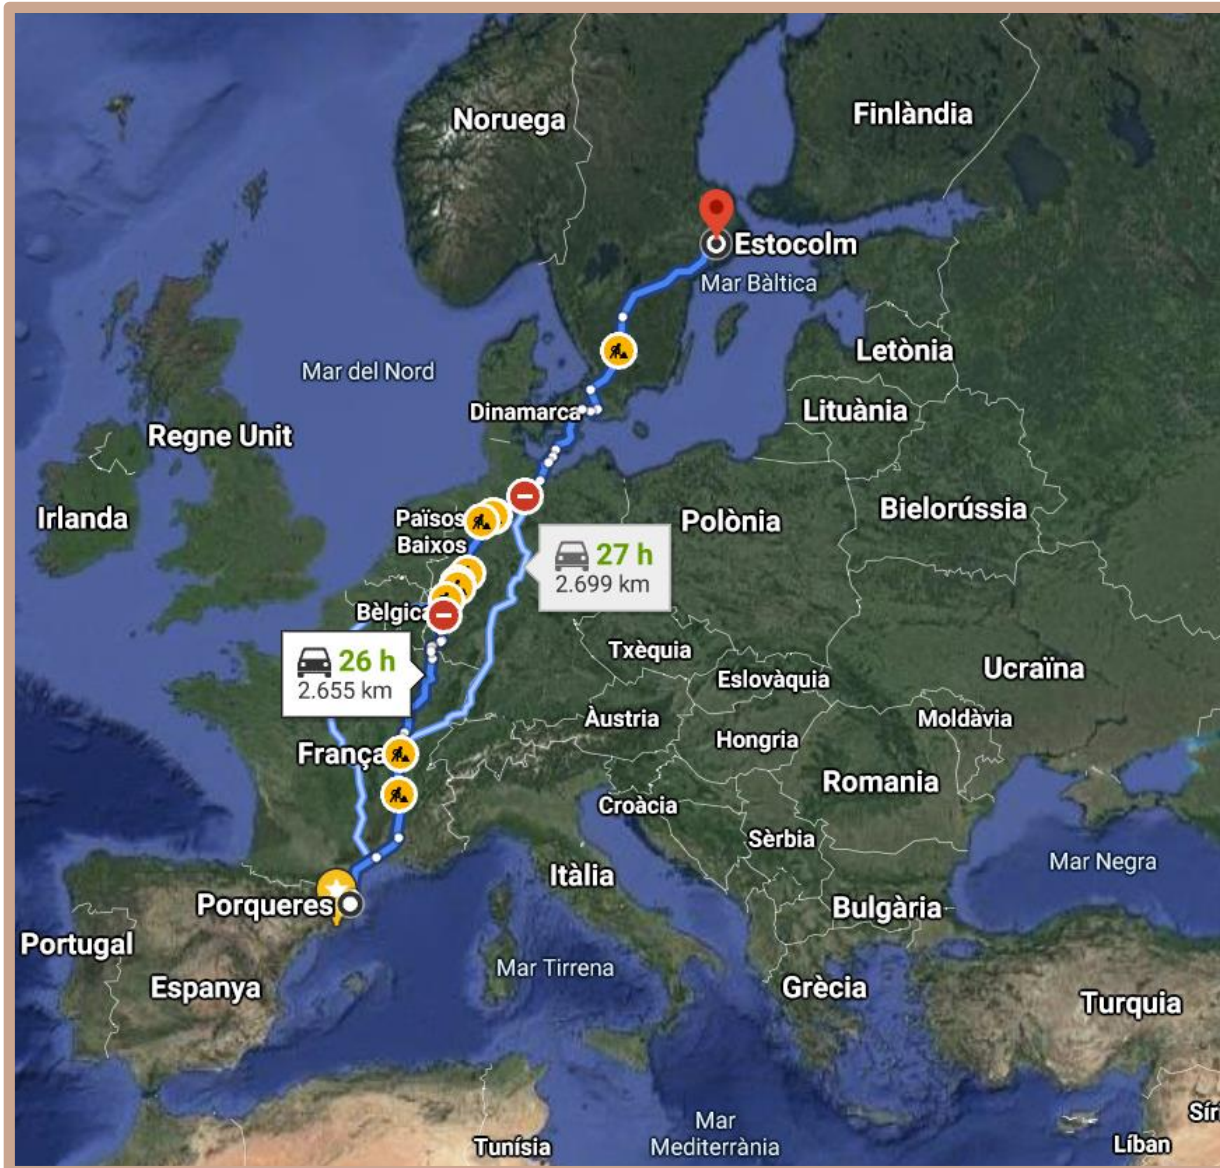 Noruega
Finlàndia
Estocolm
Mar Bàltica
Letònia
Mar del Nord
Dinamarca
Lituània
Regne Unit
Bielorússia
Irlanda
Països
Baixos
Polònia
27 h
2.699 km
Bèlgica
26 h
2.655 km
Txèquia
Eslovàquia
Ucraïna
Àustria
Moldàvia
Hongria
França
Romania
Croàcia
Sèrbia
Mar Negra
Itàlia
Porqueres
Bulgària
Portugal
Espanya
Mar Tirrena
Grècia
Turquia
Síri
Mar
Mediterrània
Tunísia
Líban